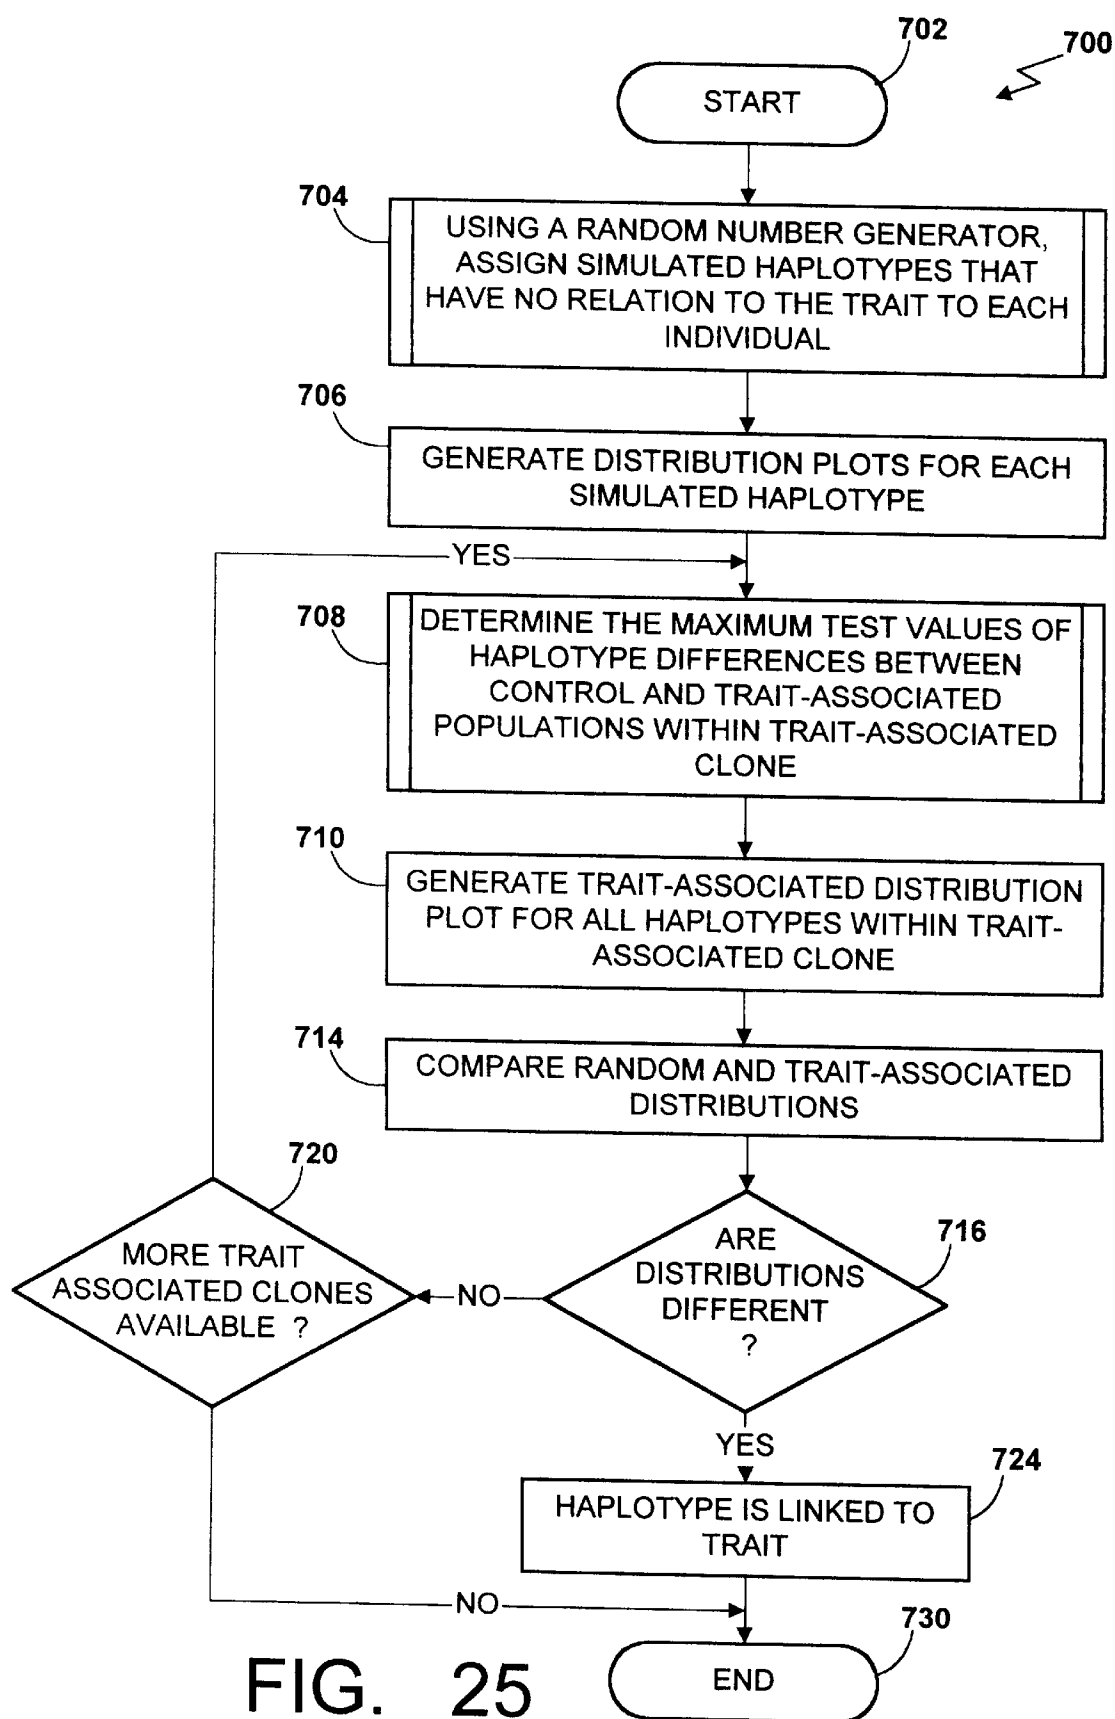 702
700
START
704
USING A RANDOM NUMBER GENERATOR,
ASSIGN SIMULATED HAPLOTYPES THAT
HAVE NO RELATION TO THE TRAIT TO EACH
INDIVIDUAL
706
GENERATE DISTRIBUTION PLOTS FOR EACH
SIMULATED HAPLOTYPE
YES
708
DETERMINE THE MAXIMUM TEST VALUES OF
HAPLOTYPE DIFFERENCES BETWEEN
CONTROL AND TRAIT-ASSOCIATED
POPULATIONS WITHIN TRAIT-ASSOCIATED
CLONE
710
GENERATE TRAIT-ASSOCIATED DISTRIBUTION
PLOT FOR ALL HAPLOTYPES WITHIN TRAIT-
ASSOCIATED CLONE
714
COMPARE RANDOM AND TRAIT-ASSOCIATED
DISTRIBUTIONS
720
MORE TRAIT
ASSOCIATED CLONES
AVAILABLE ?
NO
716
ARE
DISTRIBUTIONS
DIFFERENT
?
YES
724
HAPLOTYPE IS LINKED TO
TRAIT
NO
730
END
FIG. 25